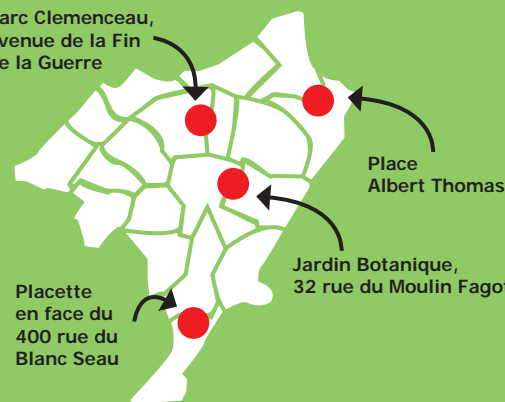 arc Clemenceau,
venue de la Fin
e la Guerre
Place
Albert Thomas
Jardin Botanique,
32 rue du Moulin Fagot
Placette
en face du
400 rue du
Blanc Seau